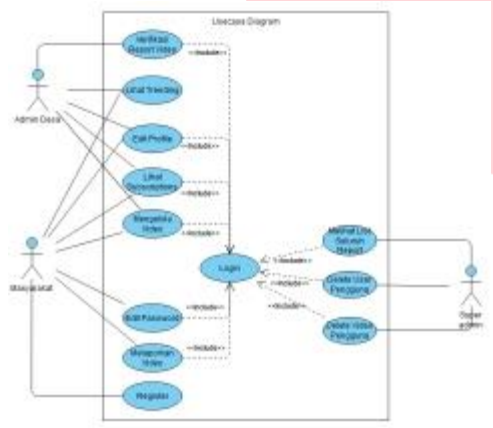 Usecase Diagram
Verifikasi
Report Video
<<Include>>
Lihat Trending
Admin Desa
Edit Profile
<<Include>>
Lihat
Subscriptions
<<Include>>
Mengelola
Video
<<Include>>
Melihat List
Seluruh
Report
<<Include>>
Login
Masyarakat
Delete User
Pengguna
<<Include>>
Super
admin
Edit Password
<<Include>>
Delete Video
Pengguna
<<Include>>
Melaporkan
Video
<<Include>>
Register